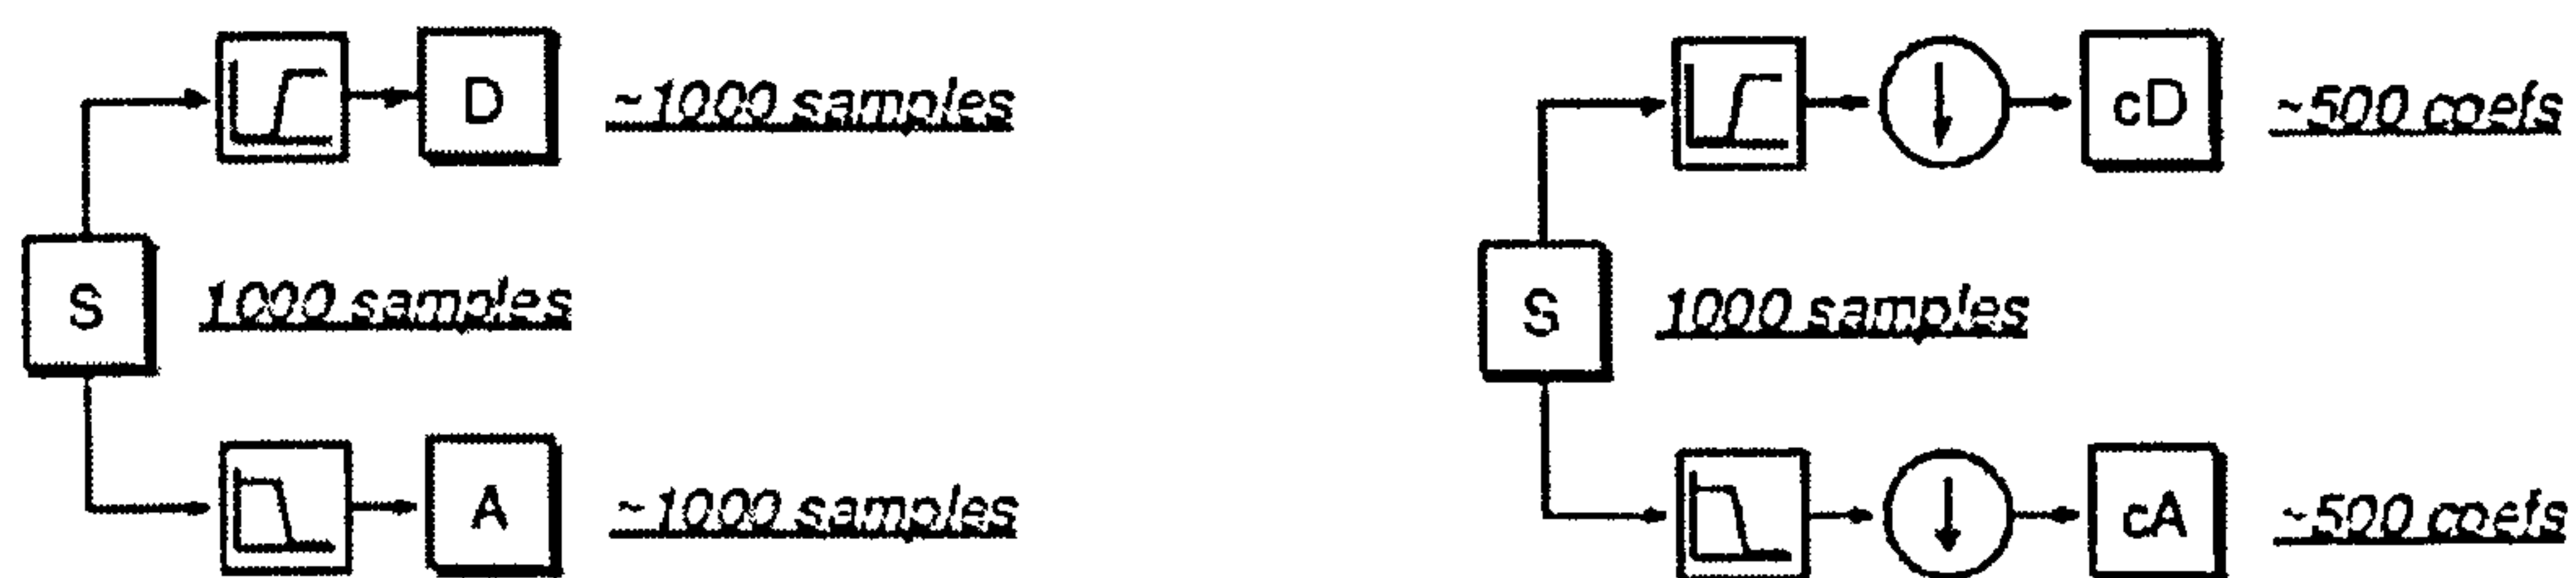 D ~1000 samples
S 1000 samples
A ~1000 samples
cD ~500 coefs
S 1000 samples
cA ~500 coefs